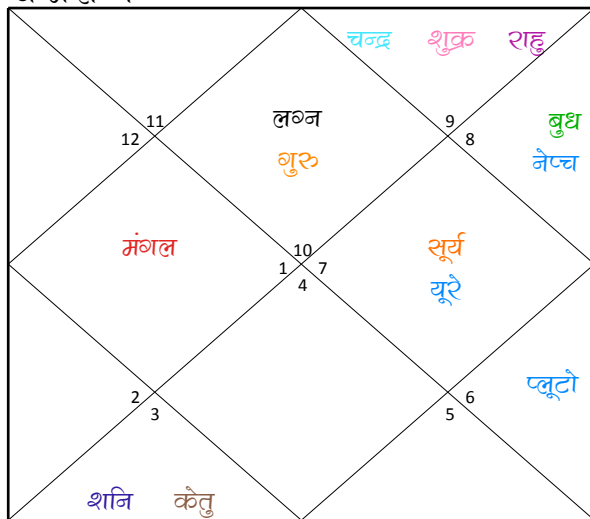 चन्द्र शुक्र राहु
11 लग्न 9
12 8 बुध
गुरु नेप्च
मंगल 10 सूर्य
1 7
4 यूरे
2 6 प्लूटो
3 5
शनि केतु